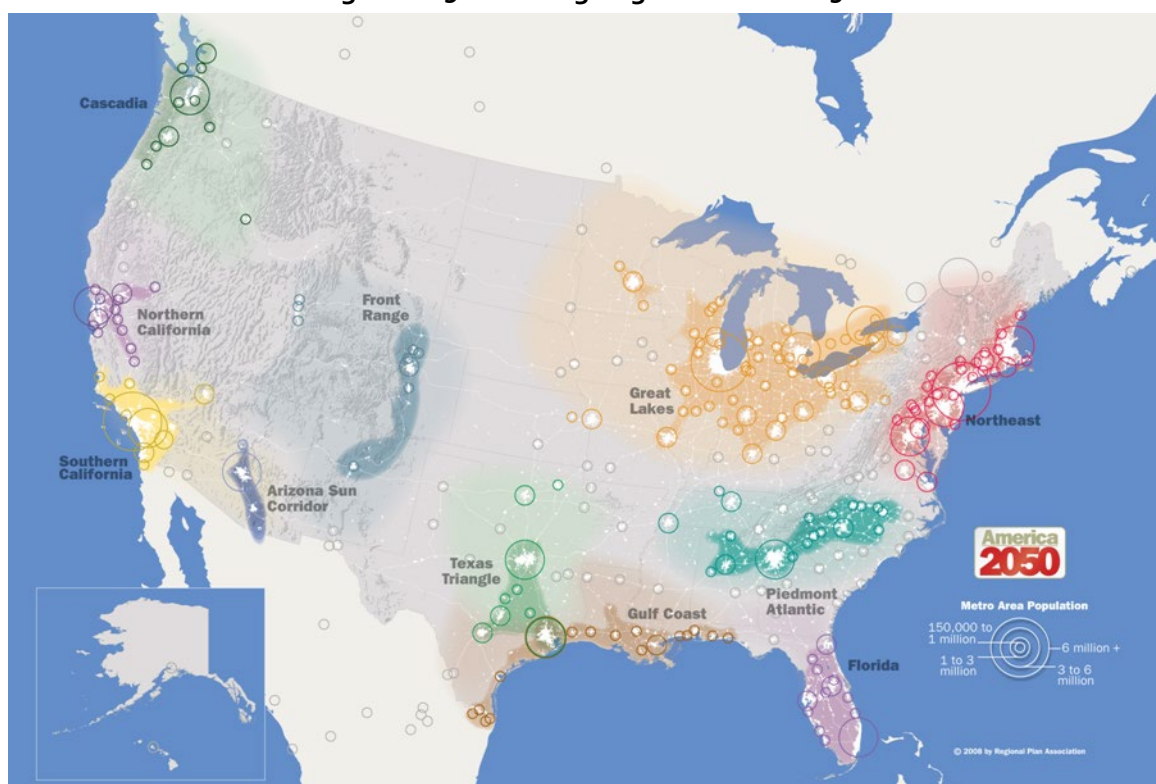 Cascadia
Northern
California
Front
Range
Great
Lakes
Northeast
Southern
California
Arizona Sun
Corridor
Texas
Triangle
Gulf Coast
Piedmont
Atlantic
Florida
America
2050
Metro Area Population
150,000 to
1 million
1 to 3
million
6 million +
3 to 6
million
© 2008 by Regional Plan Association